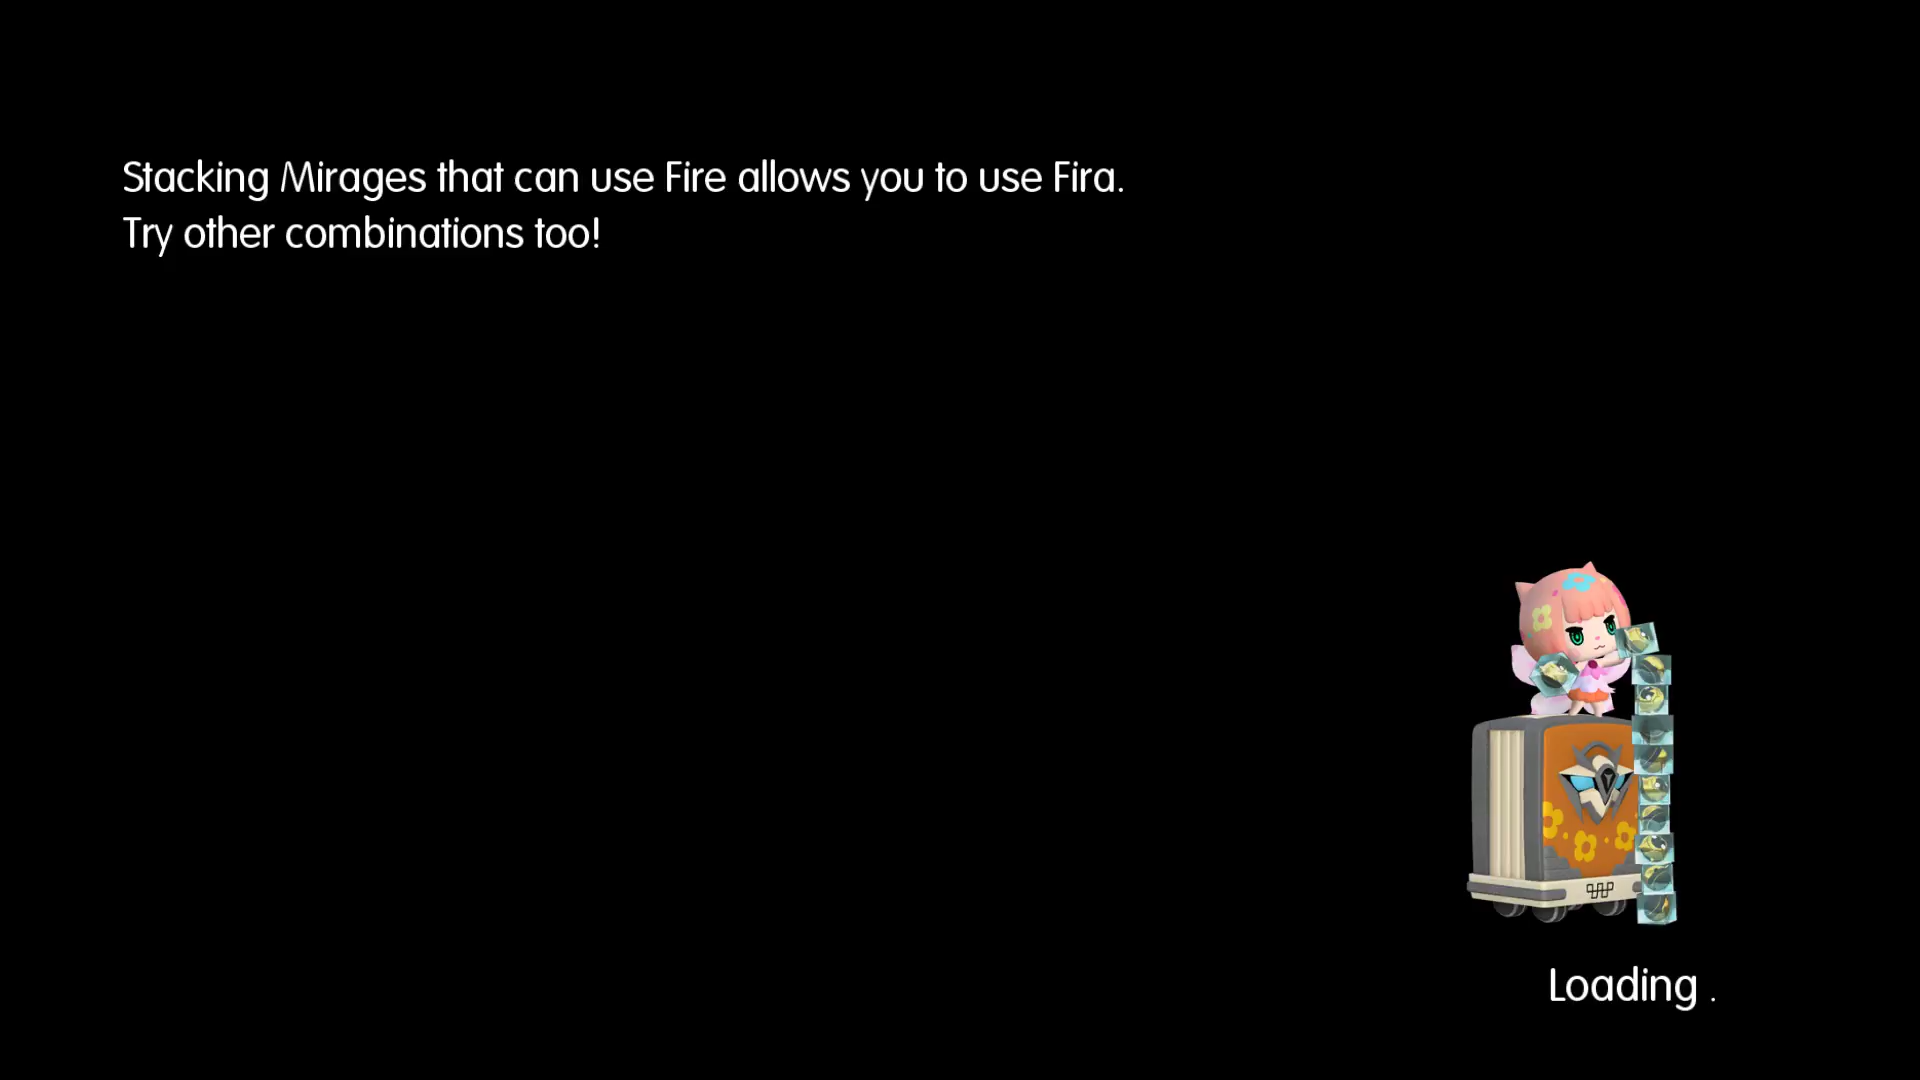 Stacking Mirages that can use Fire allows you to use Fira.
Try other combinations too!
Loading .